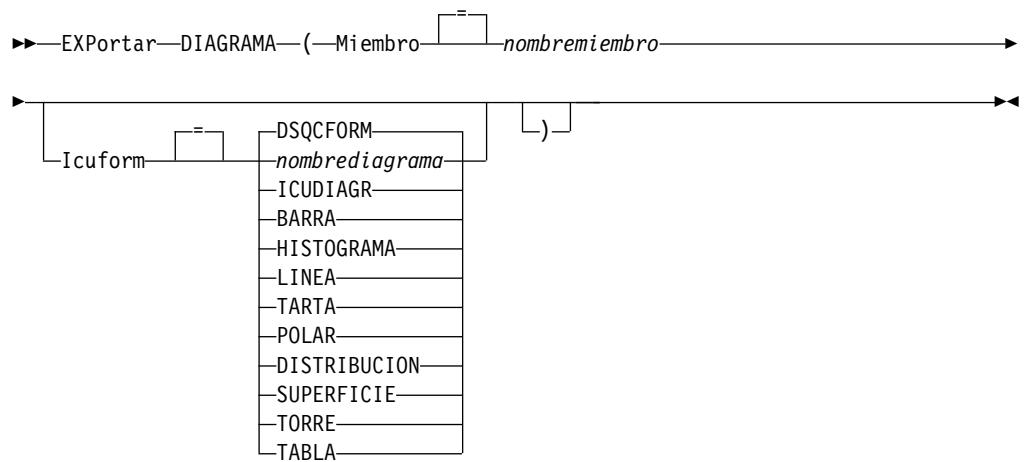 =
EXPortar DIAGRAMA ( Miembro nombremiembro
= DSQCFORM )
Icuform nombrediagrama
ICUDIAGR
BARRA
HISTOGRAMA
LINEA
TARTA
POLAR
DISTRIBUCION
SUPERFICIE
TORRE
TABLA